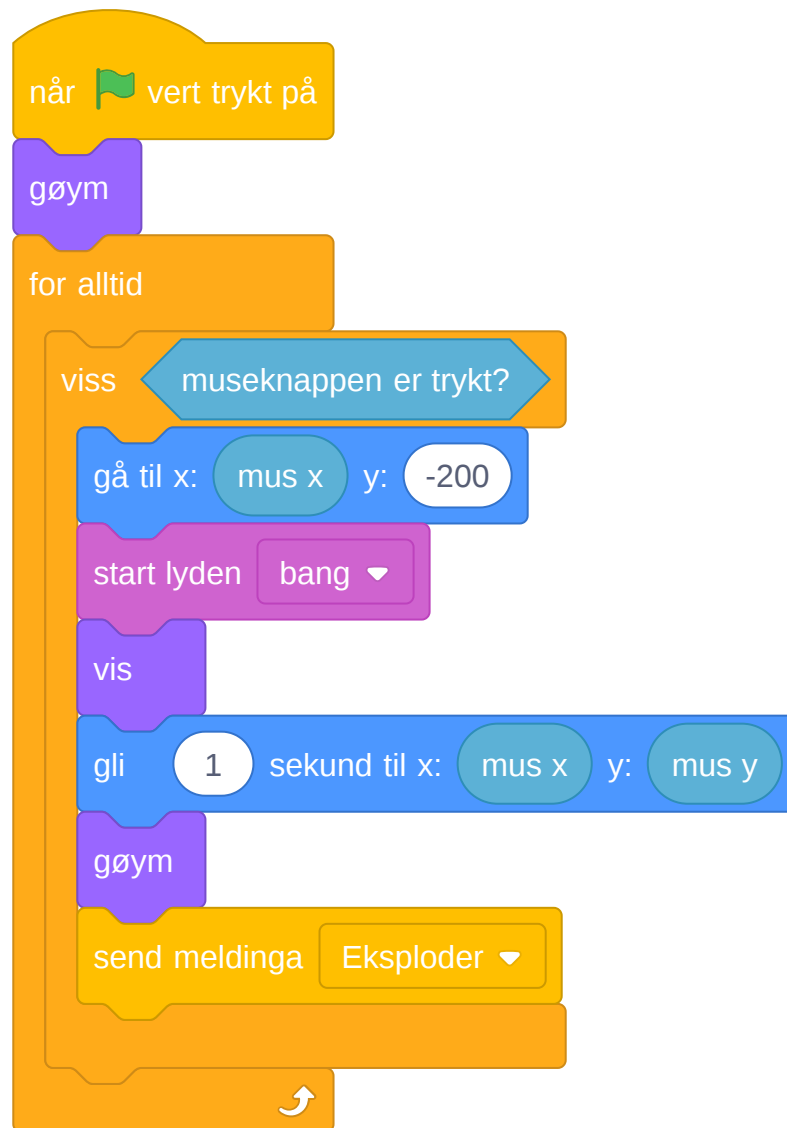 når vert trykt på
gøym
for alltid
viss museknappen er trykt?
gå til x: mus x y: -200
start lyden bang
vis
gli 1 sekund til x: mus x y: mus y
gøym
send meldinga Eksploder